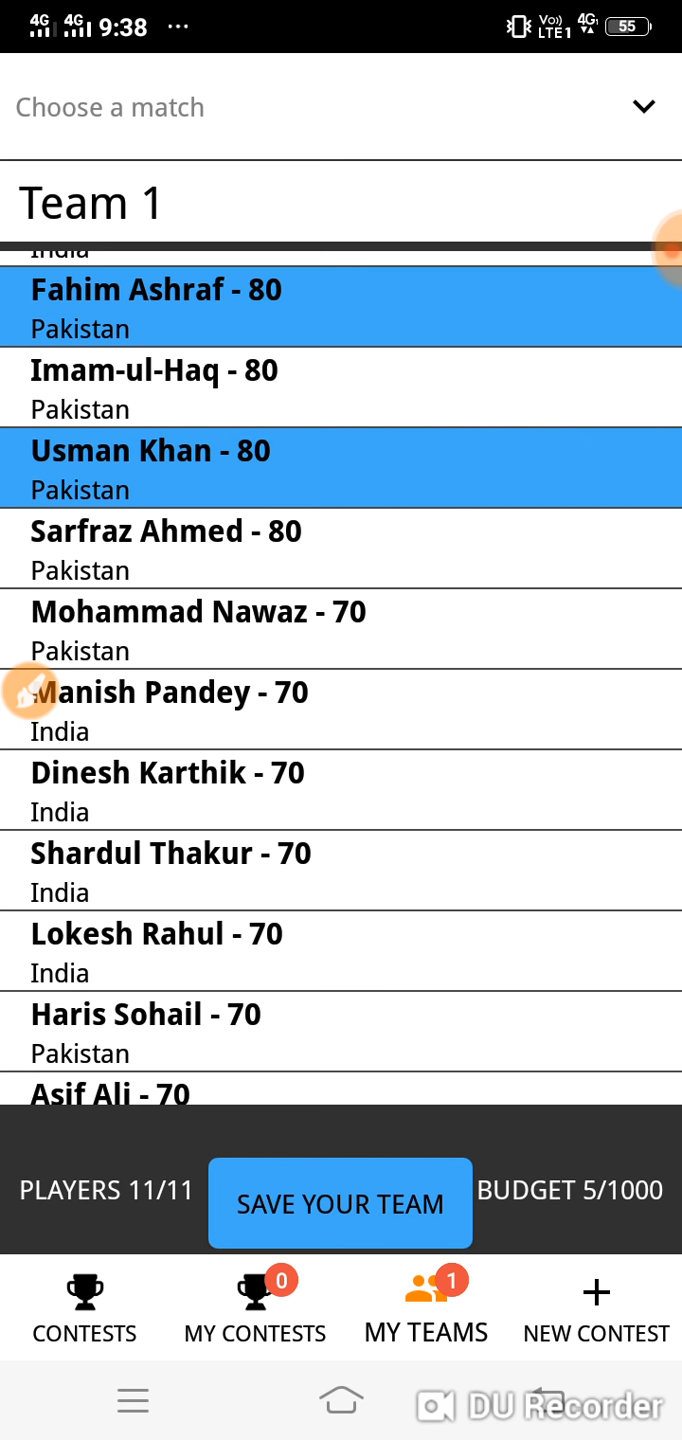 4G 4G 9:38 ... Vo)) LTE1 4G 55
Choose a match
Team 1
India
Fahim Ashraf - 80
Pakistan
Imam-ul-Haq - 80
Pakistan
Usman Khan - 80
Pakistan
Sarfraz Ahmed - 80
Pakistan
Mohammad Nawaz - 70
Pakistan
Manish Pandey - 70
India
Dinesh Karthik - 70
India
Shardul Thakur - 70
India
Lokesh Rahul - 70
India
Haris Sohail - 70
Pakistan
Asif Ali - 70
PLAYERS 11/11 SAVE YOUR TEAM BUDGET 5/1000
0 1
CONTESTS MY CONTESTS MY TEAMS NEW CONTEST
DU Recorder